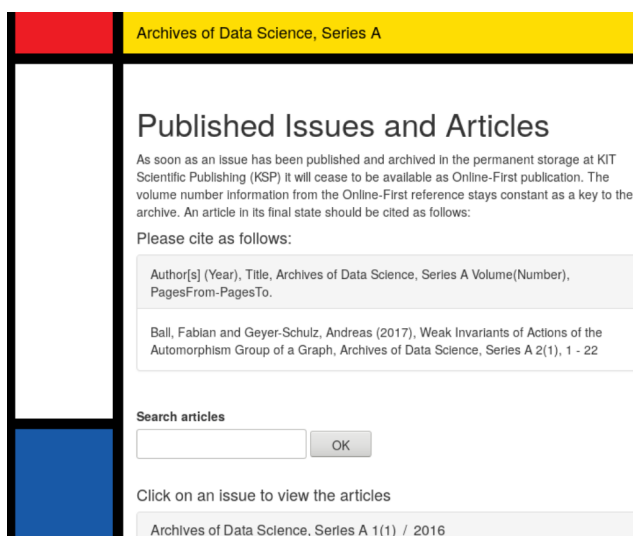 Archives of Data Science, Series A
Published Issues and Articles
As soon as an issue has been published and archived in the permanent storage at KIT
Scientific Publishing (KSP) it will cease to be available as Online-First publication. The
volume number information from the Online-First reference stays constant as a key to the
archive. An article in its final state should be cited as follows:
Please cite as follows:
Author[s] (Year), Title, Archives of Data Science, Series A Volume(Number),
PagesFrom-PagesTo.
Ball, Fabian and Geyer-Schulz, Andreas (2017), Weak Invariants of Actions of the
Automorphism Group of a Graph, Archives of Data Science, Series A 2(1), 1 - 22
Search articles
OK
Click on an issue to view the articles
Archives of Data Science, Series A 1(1) / 2016